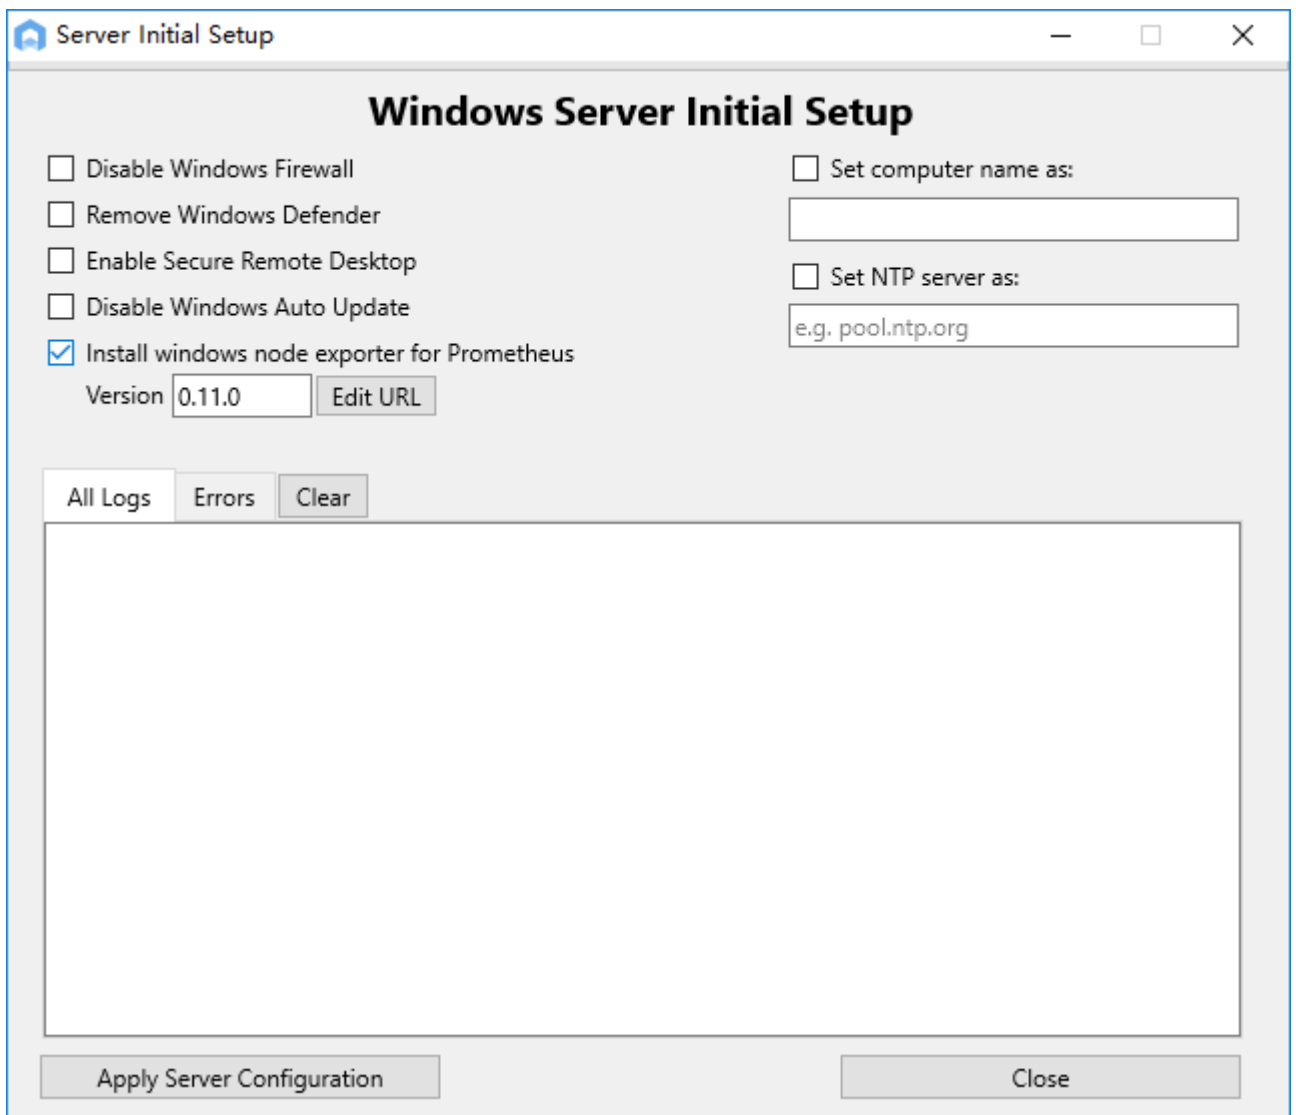 Server Initial Setup
Windows Server Initial Setup
Disable Windows Firewall
Remove Windows Defender
Enable Secure Remote Desktop
Disable Windows Auto Update
Install windows node exporter for Prometheus
Version 0.11.0 Edit URL
Set computer name as:
Set NTP server as:
e.g. pool.ntp.org
All Logs Errors Clear
Apply Server Configuration Close